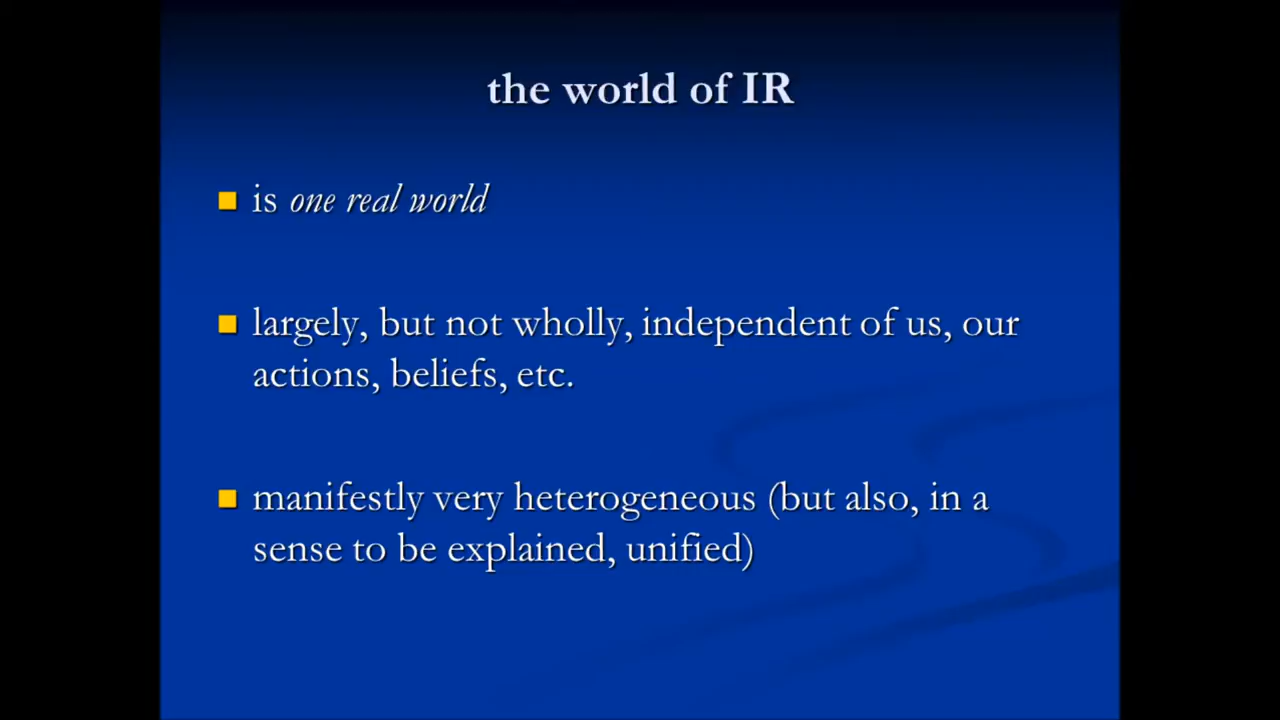 the world of IR
is one real world
largely, but not wholly, independent of us, our
actions, beliefs, etc.
manifestly very heterogeneous (but also, in a
sense to be explained, unified)